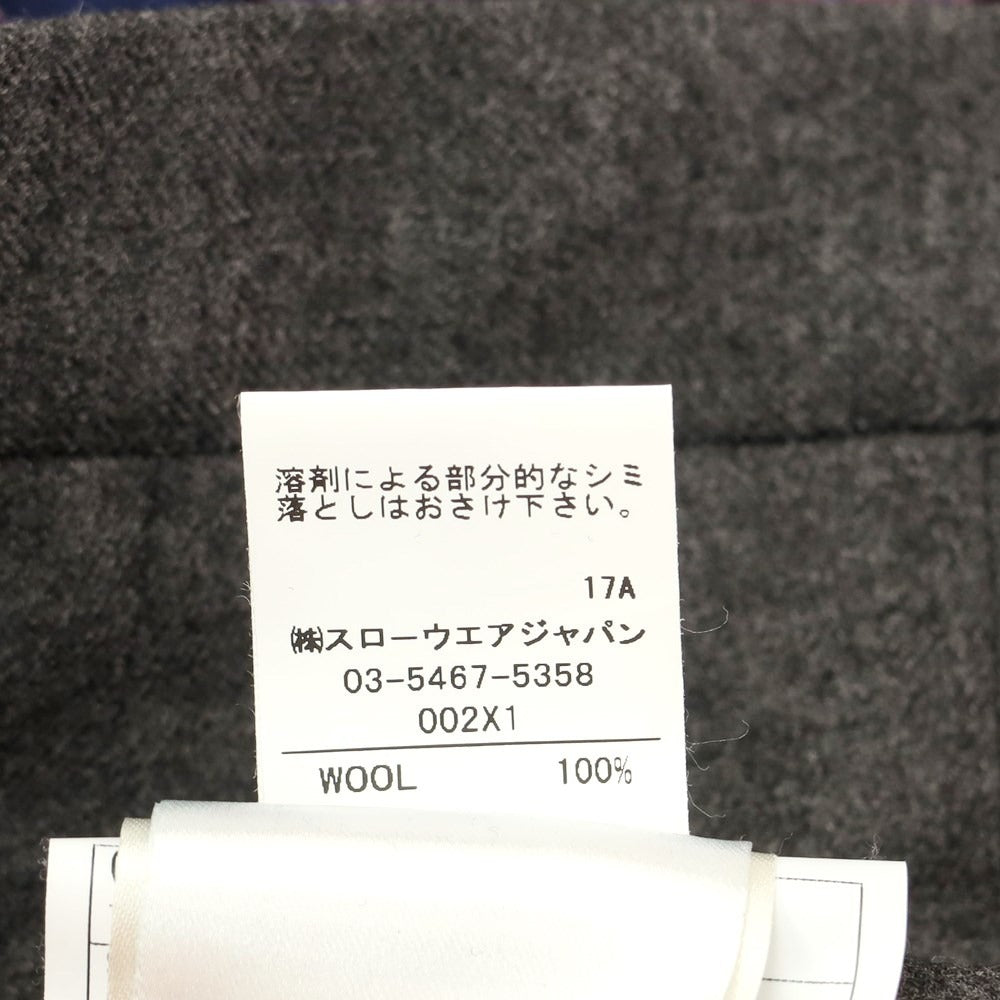 溶剤による部分的なシミ
落としはおさけ下さい。
17A
㈱スローウエアジャパン
03-5467-5358
002X1
WOOL 100%